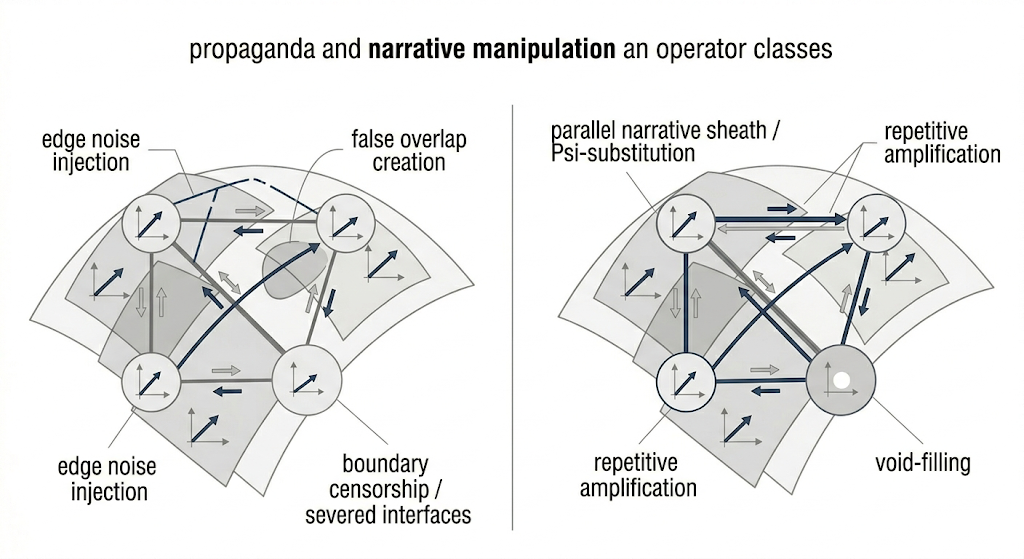 propaganda and narrative manipulation an operator classes
edge noise
injection
false overlap
creation
edge noise
injection
boundary
censorship /
severed interfaces
parallel narrative sheath /
Psi-substitution
repetitive
amplification
repetitive
amplification
void-filling